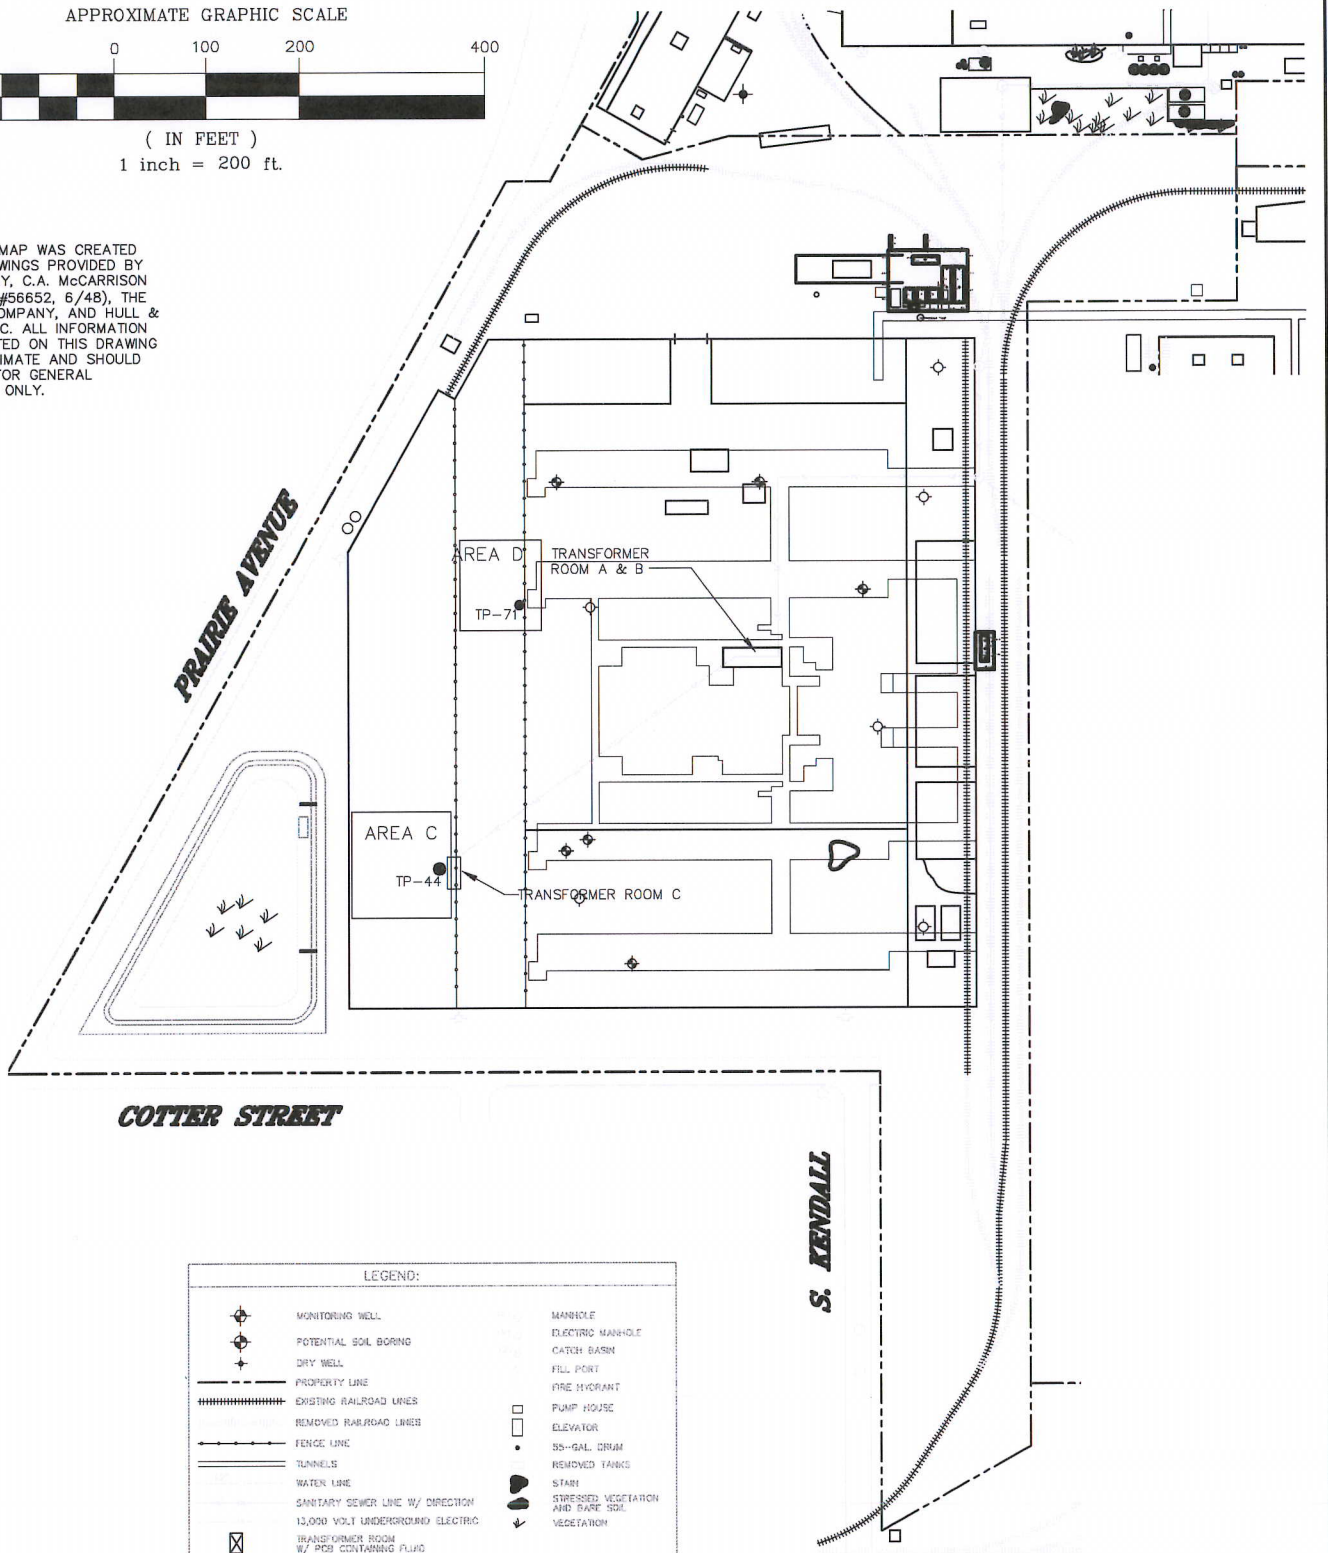 APPROXIMATE GRAPHIC SCALE
0 100 200 400
( IN FEET )
1 inch = 200 ft.
MAP WAS CREATED
WINGS PROVIDED BY
Y, C.A. McCARRISON
#56652, 6/48), THE
OMPANY, AND HULL &
C. ALL INFORMATION
TED ON THIS DRAWING
IMATE AND SHOULD
OR GENERAL
ONLY.
PRAIRIE AVENUE
AREA D
TRANSFORMER
ROOM A & B
TP-71
AREA C
TP-44
TRANSFORMER ROOM C
COTTER STREET
S. KENDALL
LEGEND:
MONITORING WELL
POTENTIAL SOIL BORING
DRY WELL
PROPERTY LINE
EXISTING RAILROAD LINES
REMOVED RAILROAD LINES
FENCE LINE
TUNNELS
WATER LINE
SANITARY SEWER LINE W/ DIRECTION
13,000 VOLT UNDERGROUND ELECTRIC
TRANSFORMER ROOM
W/ PCB CONTAINING FLUID
MANHOLE
ELECTRIC MANHOLE
CATCH BASIN
FILL PORT
FIRE HYDRANT
PUMP HOUSE
ELEVATOR
55-GAL. DRUM
REMOVED TANKS
STAIN
STRESSED VEGETATION
AND BARE SOIL
VEGETATION